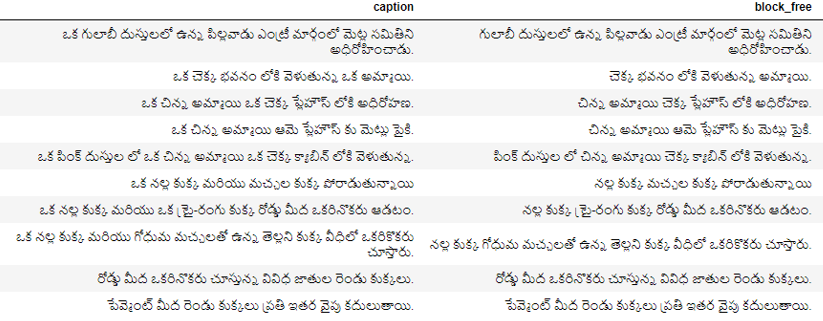 caption block_free
ఒక గులాబీ దుస్తులలో ఉన్న పిల్లవాడు ఎంట్రీ మార్గంలో మెట్ల సమితిని అధిరోహించాడు. గులాబీ దుస్తులలో ఉన్న పిల్లవాడు ఎంట్రీ మార్గంలో మెట్ల సమితిని అధిరోహించాడు.
ఒక చెక్క భవనం లోకి వెళుతున్న ఒక అమ్మాయి. చెక్క భవనం లోకి వెళుతున్న అమ్మాయి.
ఒక చిన్న అమ్మాయి ఒక చెక్క ప్లేహౌస్ లోకి అధిరోహణ. చిన్న అమ్మాయి చెక్క ప్లేహౌస్ లోకి అధిరోహణ.
ఒక చిన్న అమ్మాయి ఆమె ప్లేహౌస్ కు మెట్లు పైకి. చిన్న అమ్మాయి ఆమె ప్లేహౌస్ కు మెట్లు పైకి.
ఒక పింక్ దుస్తుల లో ఒక చిన్న అమ్మాయి ఒక చెక్క క్యాబిన్ లోకి వెళుతున్న. పింక్ దుస్తుల లో చిన్న అమ్మాయి చెక్క క్యాబిన్ లోకి వెళుతున్న.
ఒక నల్ల కుక్క మరియు మచ్చల కుక్క పోరాడుతున్నాయి నల్ల కుక్క మచ్చల కుక్క పోరాడుతున్నాయి
ఒక నల్ల కుక్క మరియు ఒక ట్రై-రంగు కుక్క రోడ్డు మీద ఒకరినొకరు ఆడటం. నల్ల కుక్క ట్రై-రంగు కుక్క రోడ్డు మీద ఒకరినొకరు ఆడటం.
ఒక నల్ల కుక్క మరియు గోధుమ మచ్చలతో ఉన్న తెల్లని కుక్క వీధిలో ఒకరికొకరు చూస్తారు. నల్ల కుక్క గోధుమ మచ్చలతో ఉన్న తెల్లని కుక్క వీధిలో ఒకరికొకరు చూస్తారు.
రోడ్డు మీద ఒకరినొకరు చూస్తున్న వివిధ జాతుల రెండు కుక్కలు. రోడ్డు మీద ఒకరినొకరు చూస్తున్న వివిధ జాతుల రెండు కుక్కలు.
పేవ్మెంట్ మీద రెండు కుక్కలు ప్రతి ఇతర వైపు కదులుతాయి. పేవ్మెంట్ మీద రెండు కుక్కలు ప్రతి ఇతర వైపు కదులుతాయి.